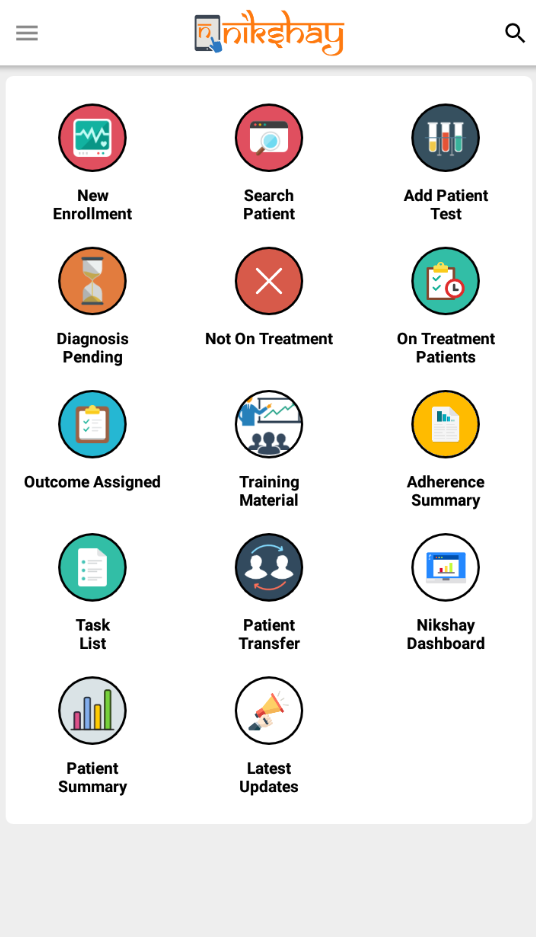 n nikshay
New
Enrollment
Search
Patient
Add Patient
Test
Diagnosis
Pending
Not On Treatment
On Treatment
Patients
Outcome Assigned
Training
Material
Adherence
Summary
Task
List
Patient
Transfer
Nikshay
Dashboard
Patient
Summary
Latest
Updates